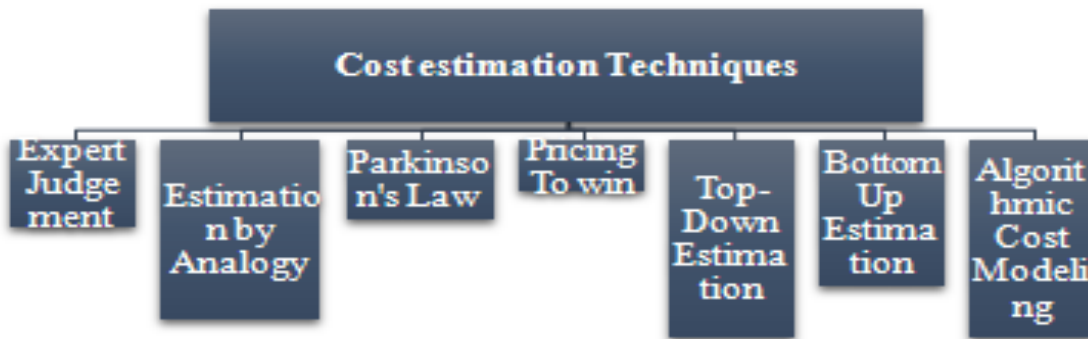 Cost estimation Techniques
Expert
Judge
ment
Estimatio
n by
Analogy
Parkinso
n's Law
Pricing
To win
Top-
Down
Estima
tion
Bottom
Up
Estima
tion
Algorit
hmic
Cost
Modeli
ng